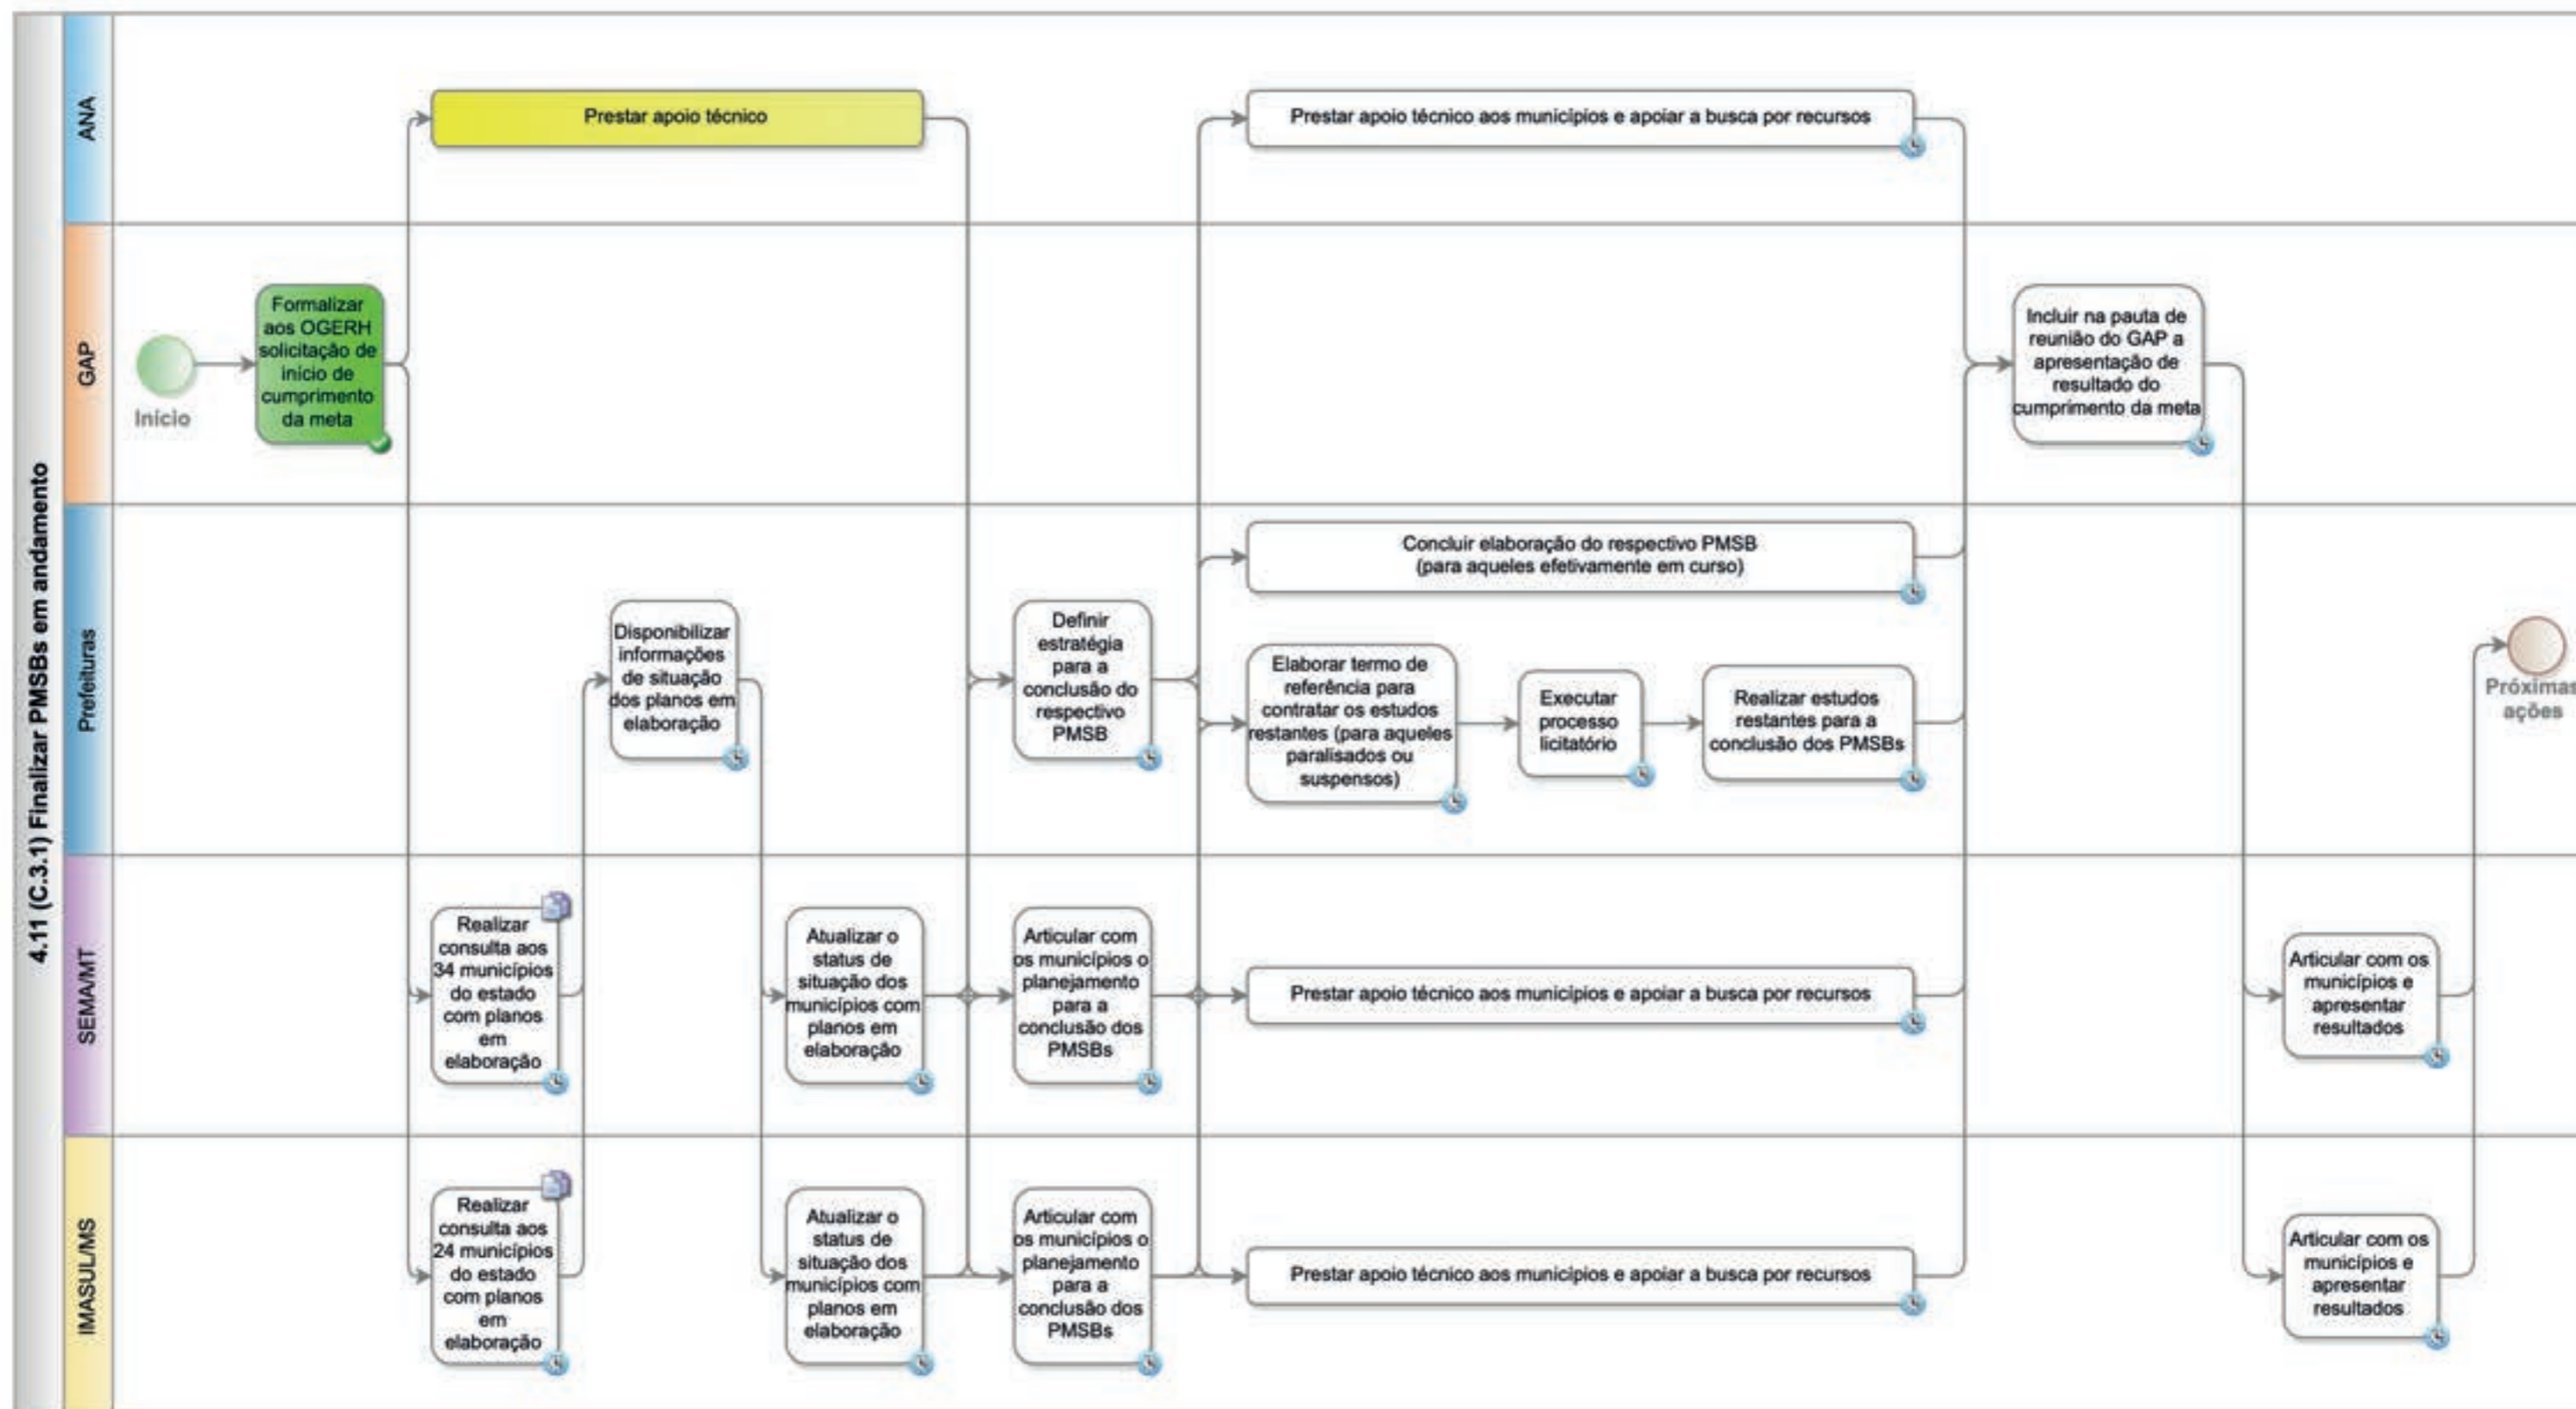 4.11 (C.3.1) Finalizar PMSBs em andamento
ANA
Prestar apoio técnico
Prestar apoio técnico aos municípios e apoiar a busca por recursos
GAP
Início
Formalizar
aos OGERH
solicitação de
início de
cumprimento
da meta
Incluir na pauta de
reunião do GAP a
apresentação de
resultado do
cumprimento da meta
Prefeituras
Disponibilizar
informações
de situação
dos planos em
elaboração
Definir
estratégia
para a
conclusão do
respectivo
PMSB
Concluir elaboração do respectivo PMSB
(para aqueles efetivamente em curso)
Elaborar termo de
referência para
contratar os estudos
restantes (para aqueles
paralisados ou
suspensos)
Executar
processo
licitatório
Realizar estudos
restantes para a
conclusão dos PMSBs
Próximas
ações
SEMA/MT
Realizar
consulta aos
34 municípios
do estado
com planos
em
elaboração
Atualizar o
status de
situação dos
municípios com
planos em
elaboração
Articular com
os municípios o
planejamento
para a
conclusão dos
PMSBs
Prestar apoio técnico aos municípios e apoiar a busca por recursos
Articular com os
municípios e
apresentar
resultados
IMASUL/MS
Realizar
consulta aos
24 municípios
do estado
com planos
em
elaboração
Atualizar o
status de
situação dos
municípios com
planos em
elaboração
Articular com
os municípios o
planejamento
para a
conclusão dos
PMSBs
Prestar apoio técnico aos municípios e apoiar a busca por recursos
Articular com os
municípios e
apresentar
resultados